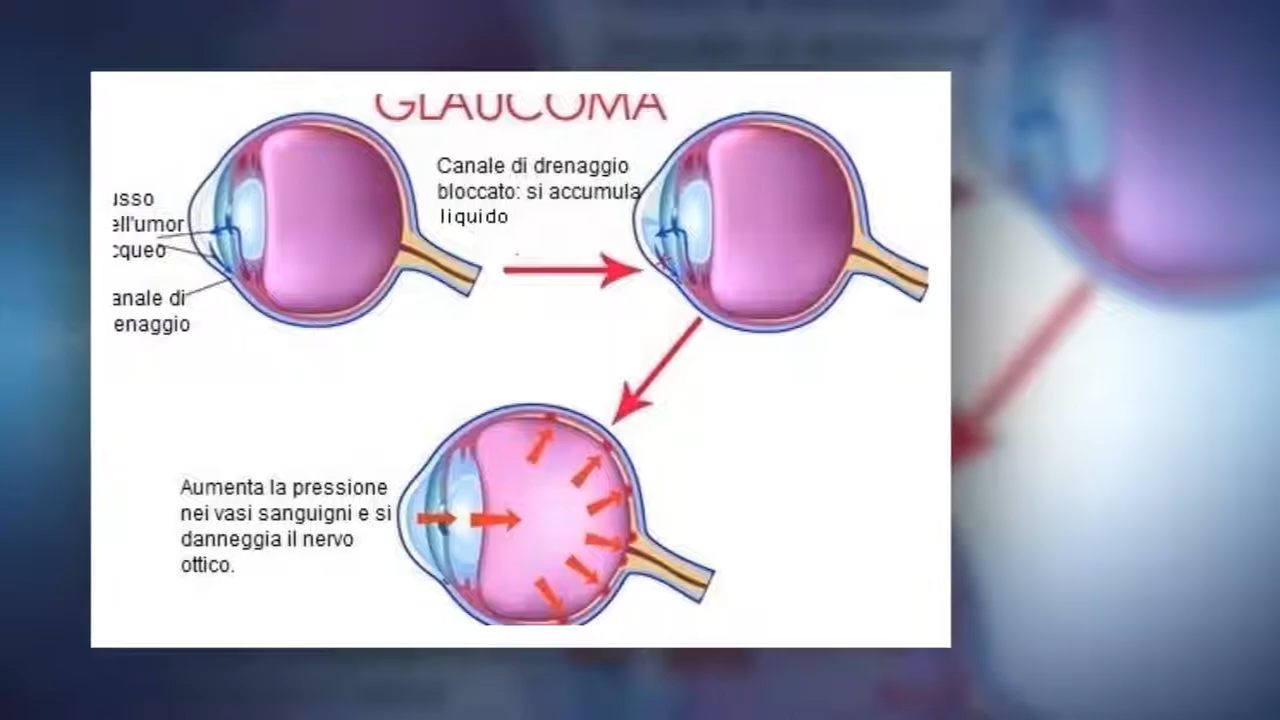 GLAUCOMA
Canale di drenaggio
bloccato: si accumula
liquido
usso
ell'umor
cqueo
anale di
enaggio
Aumenta la pressione
nei vasi sanguigni e si
danneggia il nervo
ottico.